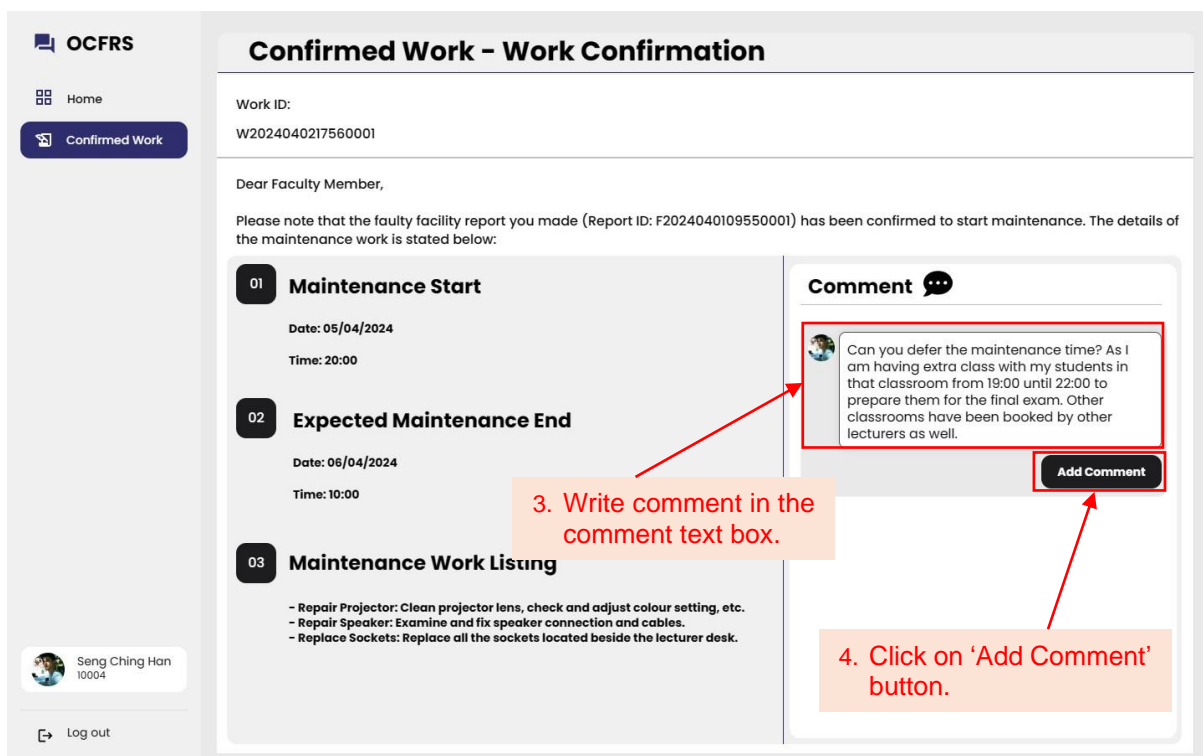 OCFRS
Home
Confirmed Work
Confirmed Work - Work Confirmation
Work ID:
W2024040217560001
Dear Faculty Member,
Please note that the faulty facility report you made (Report ID: F2024040109550001) has been confirmed to start maintenance. The details of
the maintenance work is stated below:
01
Maintenance Start
Date: 05/04/2024
Time: 20:00
02
Expected Maintenance End
Date: 06/04/2024
Time: 10:00
03
Maintenance Work Listing
- Repair Projector: Clean projector lens, check and adjust colour setting, etc.
- Repair Speaker: Examine and fix speaker connection and cables.
- Replace Sockets: Replace all the sockets located beside the lecturer desk.
Comment
Can you defer the maintenance time? As I
am having extra class with my students in
that classroom from 19:00 until 22:00 to
prepare them for the final exam. Other
classrooms have been booked by other
lecturers as well.
Add Comment
3. Write comment in the
comment text box.
4. Click on ‘Add Comment’
button.
Seng Ching Han
10004
Log out